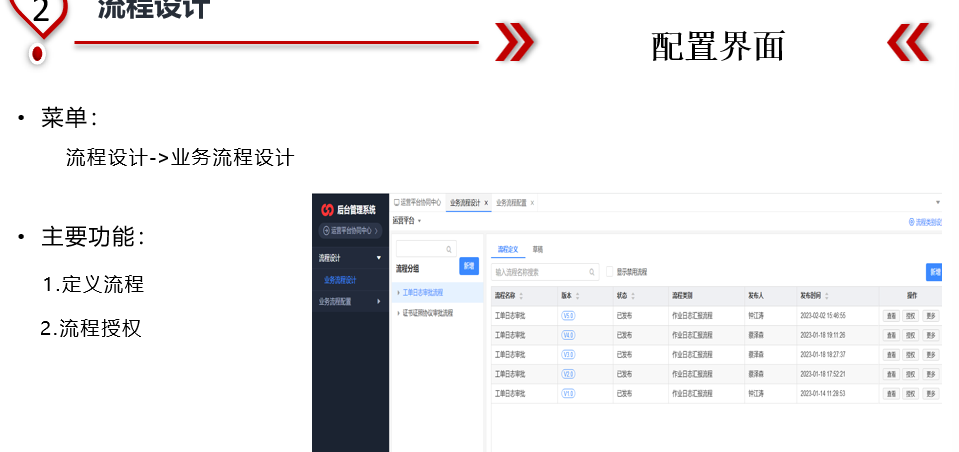 2
流程设计
配置界面
• 菜单：
流程设计->业务流程设计
• 主要功能：
1.定义流程
2.流程授权
后台管理系统
运营平台协同中心
流程设计
业务流程设计
业务流程配置
运营平台协同中心 业务流程设计 x 业务流程配置 x
运营平台
流程类别设
流程分组 新增
工单日志审批流程
证书证照协议审批流程
流程定义 草稿
输入流程名称搜索 显示禁用流程 新增
流程名称 版本 状态 流程类别 发布人 发布时间 操作
工单日志审批 V5.0 已发布 作业日志汇报流程 钟江涛 2023-02-02 15:46:55 查看 授权 更多
工单日志审批 V4.0 已发布 作业日志汇报流程 蔡泽森 2023-01-18 19:11:26 查看 授权 更多
工单日志审批 V3.0 已发布 作业日志汇报流程 蔡泽森 2023-01-18 18:27:37 查看 授权 更多
工单日志审批 V2.0 已发布 作业日志汇报流程 蔡泽森 2023-01-18 17:52:21 查看 授权 更多
工单日志审批 V1.0 已发布 作业日志汇报流程 钟江涛 2023-01-14 11:28:53 查看 授权 更多